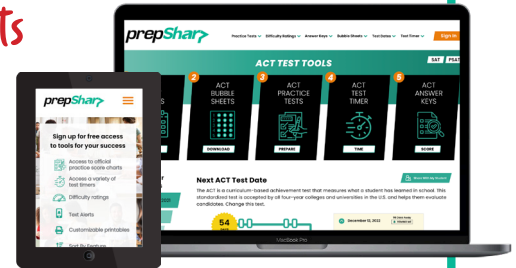 ts
prepSharp
Practice Tests
Difficulty Ratings
Answer Keys
Bubble Sheets
Test Dates
Test Timer
Sign In
ACT TEST TOOLS
SAT
PSAT
S
2
ACT
BUBBLE
SHEETS
DOWNLOAD
3
ACT
PRACTICE
TESTS
PREPARE
4
ACT
TEST
TIMER
TIME
5
ACT
ANSWER
KEYS
SCORE
Next ACT Test Date
The ACT is a curriculum-based achievement test that measures what a student has learned in school. This
standardized test is accepted by all four-year colleges and universities in the U.S. and helps them evaluate
candidates. Change this text.
54
December 10, 2022
MacBook Pro
prepSharp
Sign up for free access
to tools for your success
Access to official
practice score charts
Access a variety of
test timers
Difficulty ratings
Test Alerts
Customizable printables
Sort By Feature